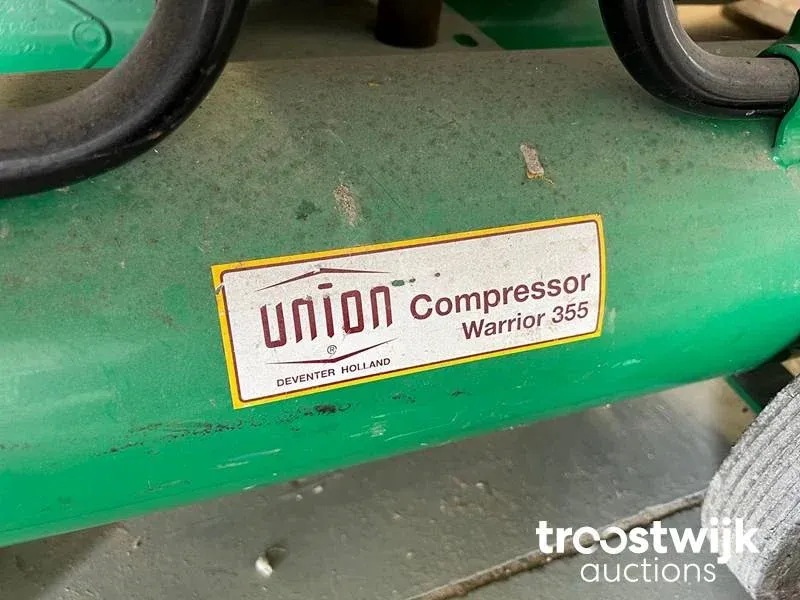 union Compressor
Warrior 355
®
DEVENTER HOLLAND
troostwijk
auctions